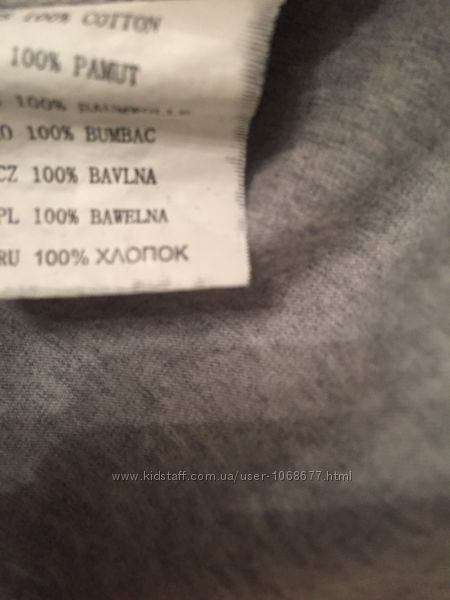 100% COTTON
100% PAMUT
100%
O 100% BUMBAC
CZ 100% BAVLNA
PL 100% BAWELNA
RU 100% ХЛОПОК
www.kidstaff.com.ua/user-1068677.html